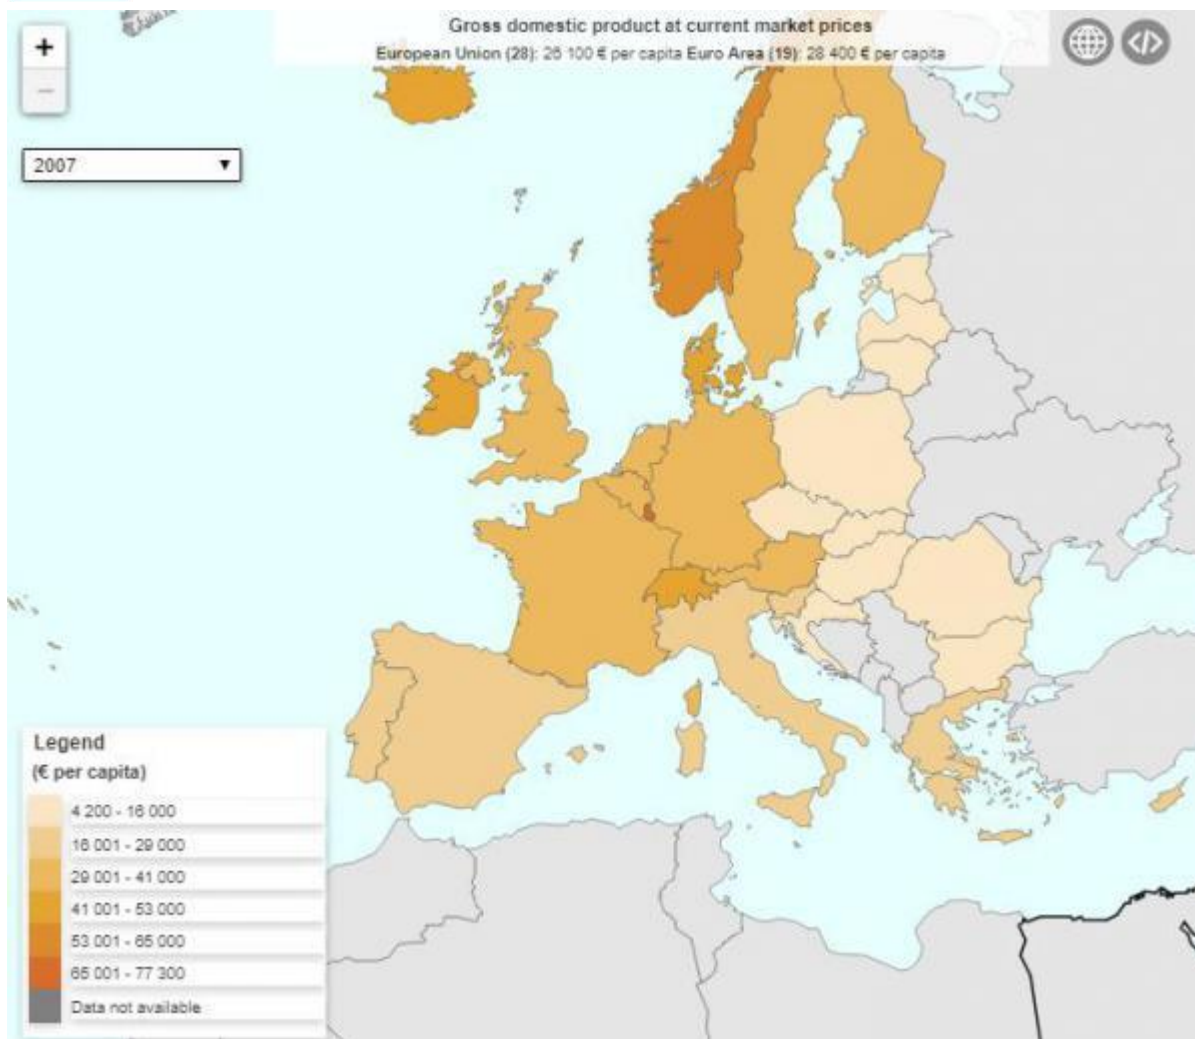 Gross domestic product at current market prices
European Union (28): 26 100 € per capita Euro Area (19): 28 400 € per capita
+
−
</>
2007
Legend
(€ per capita)
4 200 - 16 000
16 001 - 29 000
29 001 - 41 000
41 001 - 53 000
53 001 - 65 000
65 001 - 77 300
Data not available